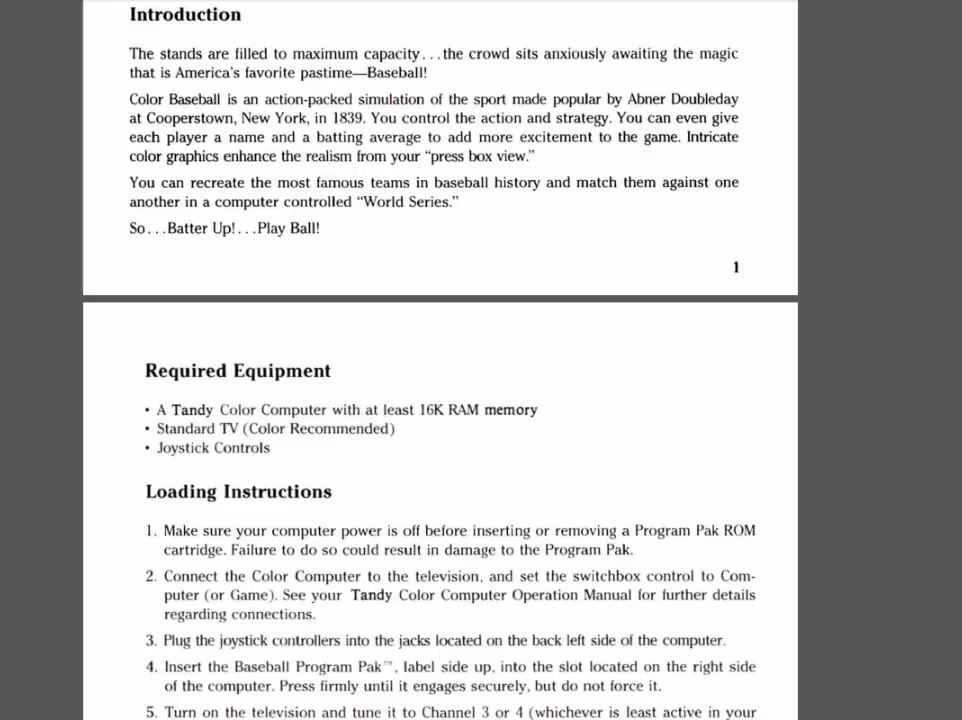 Introduction
The stands are filled to maximum capacity...the crowd sits anxiously awaiting the magic
that is America's favorite pastime—Baseball!
Color Baseball is an action-packed simulation of the sport made popular by Abner Doubleday
at Cooperstown, New York, in 1839. You control the action and strategy. You can even give
each player a name and a batting average to add more excitement to the game. Intricate
color graphics enhance the realism from your “press box view.”
You can recreate the most famous teams in baseball history and match them against one
another in a computer controlled “World Series.”
So...Batter Up!...Play Ball!
1
Required Equipment
• A Tandy Color Computer with at least 16K RAM memory
• Standard TV (Color Recommended)
• Joystick Controls
Loading Instructions
1. Make sure your computer power is off before inserting or removing a Program Pak ROM
cartridge. Failure to do so could result in damage to the Program Pak.
2. Connect the Color Computer to the television, and set the switchbox control to Com-
puter (or Game). See your Tandy Color Computer Operation Manual for further details
regarding connections.
3. Plug the joystick controllers into the jacks located on the back left side of the computer.
4. Insert the Baseball Program Pak™, label side up, into the slot located on the right side
of the computer. Press firmly until it engages securely, but do not force it.
5. Turn on the television and tune it to Channel 3 or 4 (whichever is least active in your